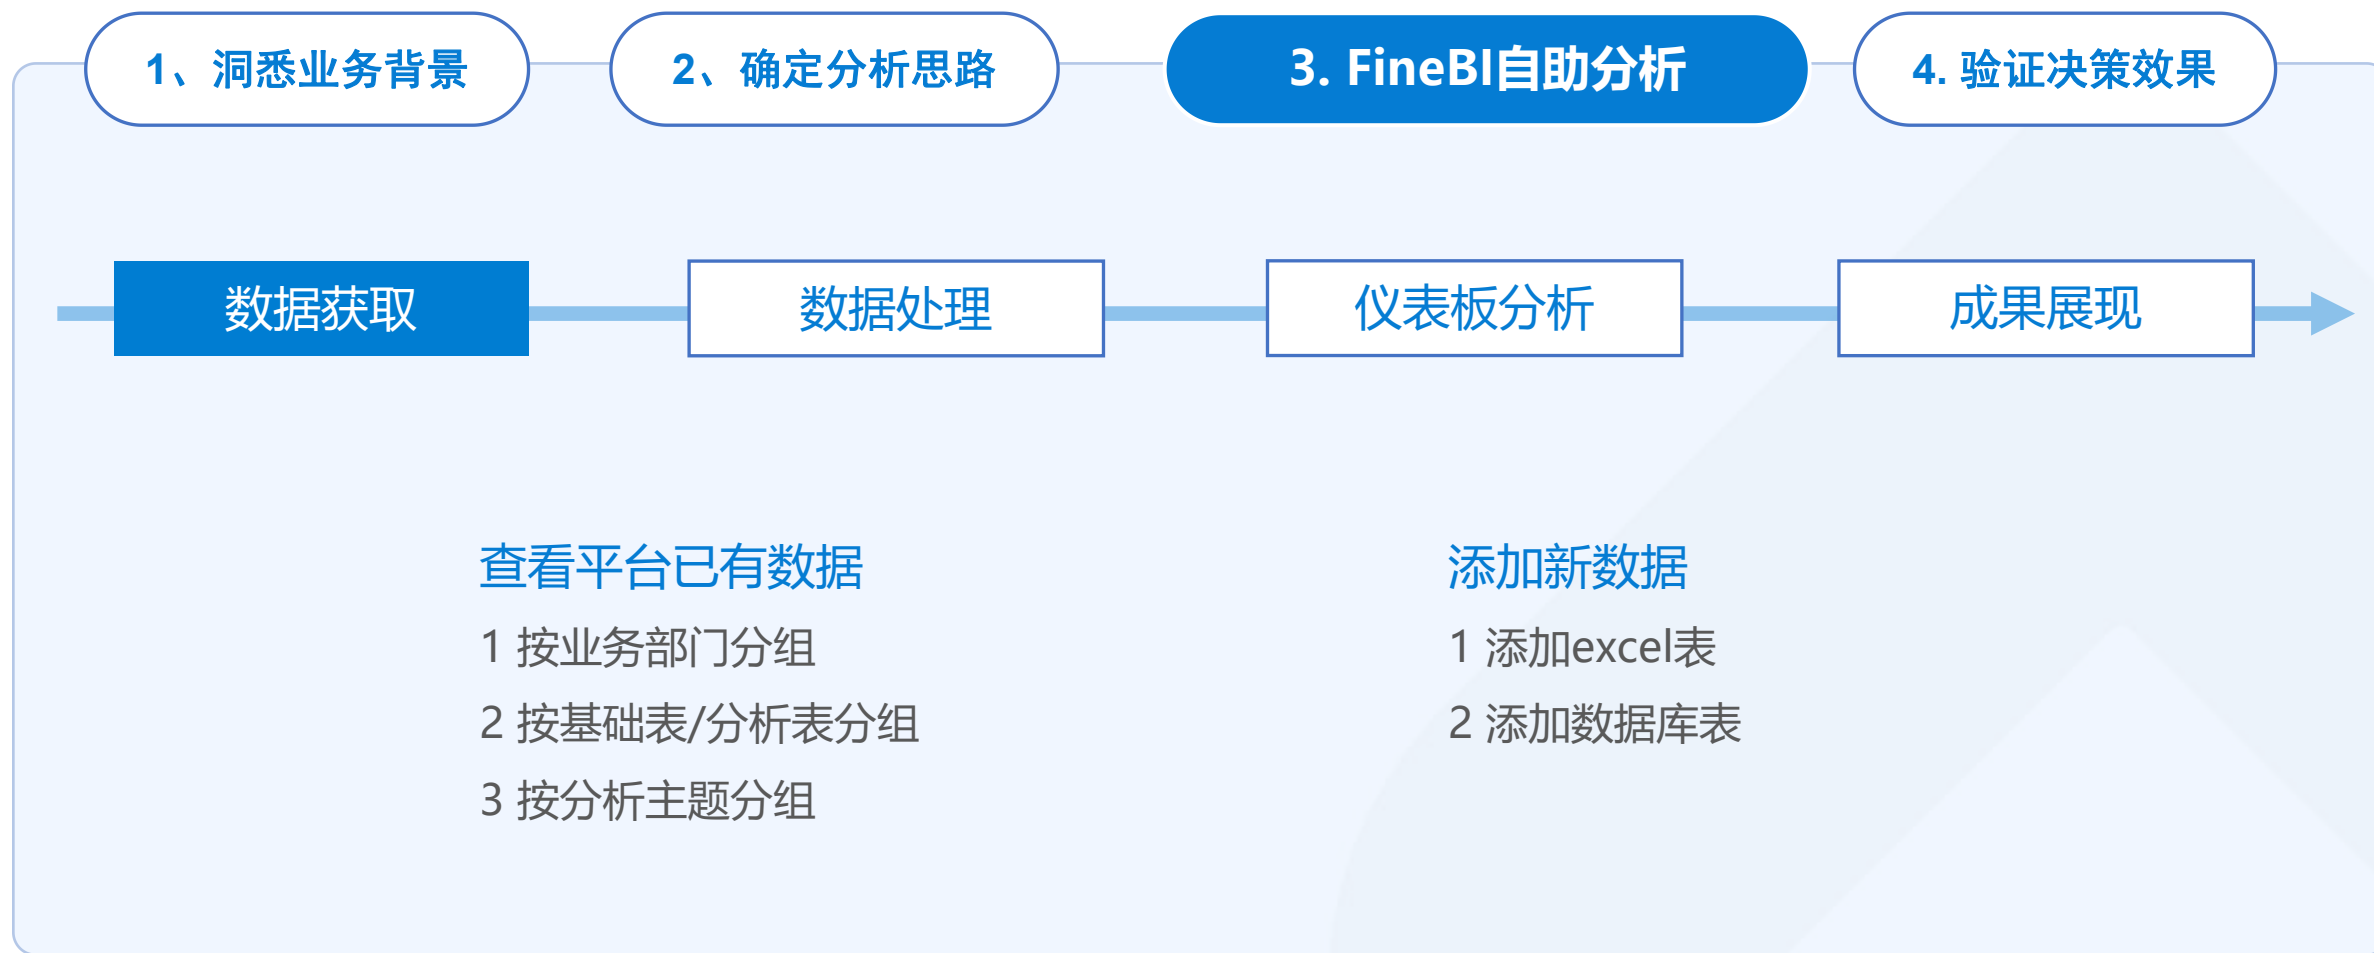 1、洞悉业务背景
2、确定分析思路
3. FineBI自助分析
4. 验证决策效果
数据获取
数据处理
仪表板分析
成果展现
查看平台已有数据
1 按业务部门分组
2 按基础表/分析表分组
3 按分析主题分组
添加新数据
1 添加excel表
2 添加数据库表